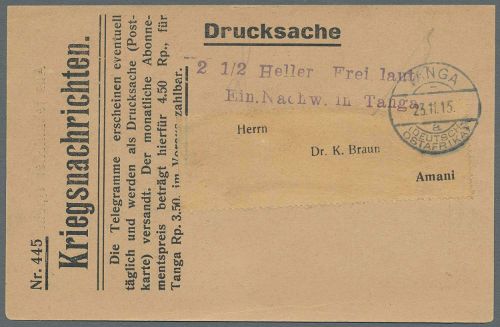 Drucksache
2 1/2 Heller Frei laut
Ein.Nachw. in Tanga
TANGA
23.11.15.
a
(DEUTSCH-
OSTAFRIKA)
Herrn
Dr. K. Braun
Amani
Nr. 445
Kriegsnachrichten.
Die Telegramme erscheinen eventuell
täglich und werden als Drucksache (Post-
karte) versandt. Der monatliche Abonne-
mentspreis beträgt hierfür 4.50 Rp., für
Tanga Rp. 3.50. im Voraus zahlbar.